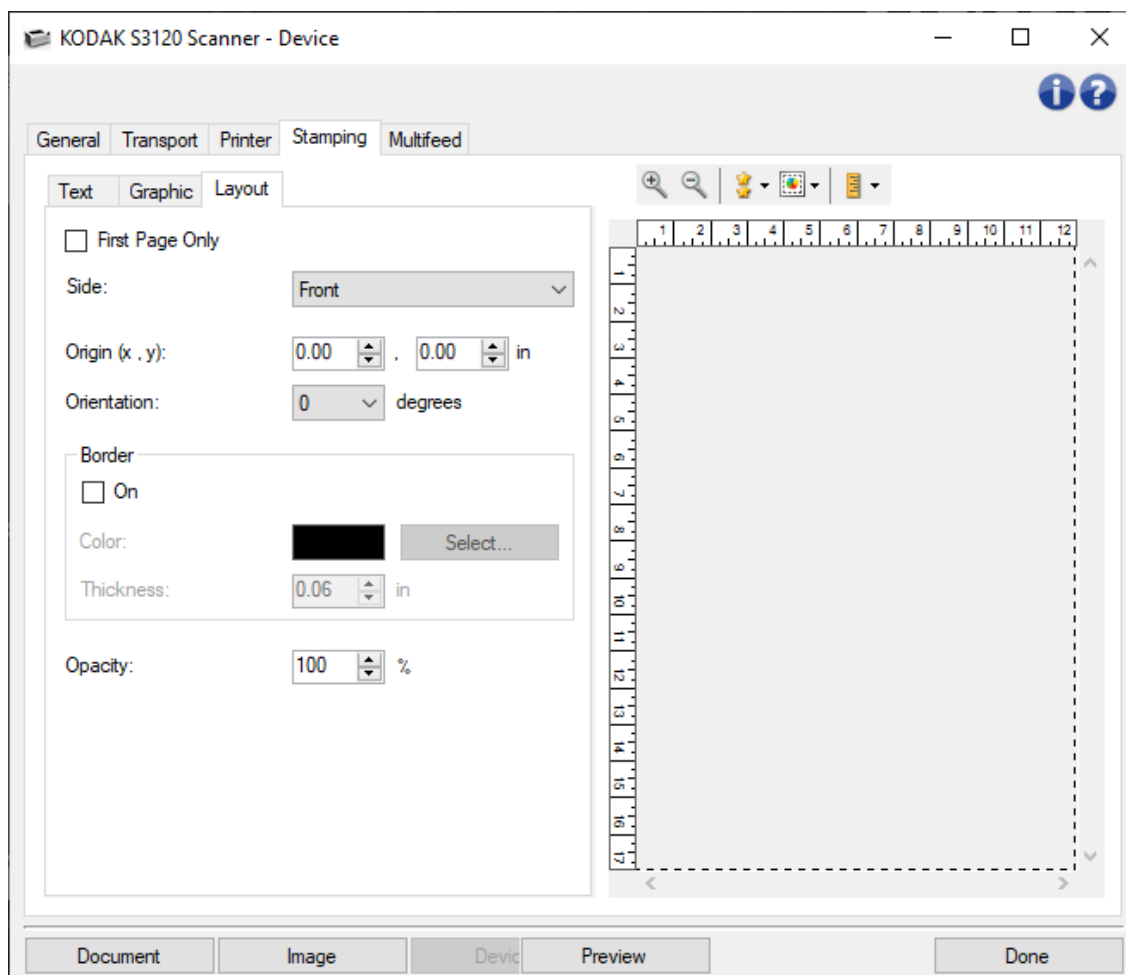 KODAK S3120 Scanner - Device
General Transport Printer Stamping Multifeed
Text Graphic Layout
First Page Only
Side: Front
Origin (x , y): 0.00 , 0.00 in
Orientation: 0 degrees
Border
On
Color: Select...
Thickness: 0.06 in
Opacity: 100 %
1 2 3 4 5 6 7 8 9 10 11 12
1
2
3
4
5
6
7
8
9
10
11
12
13
14
15
16
17
Document Image Devic Preview Done